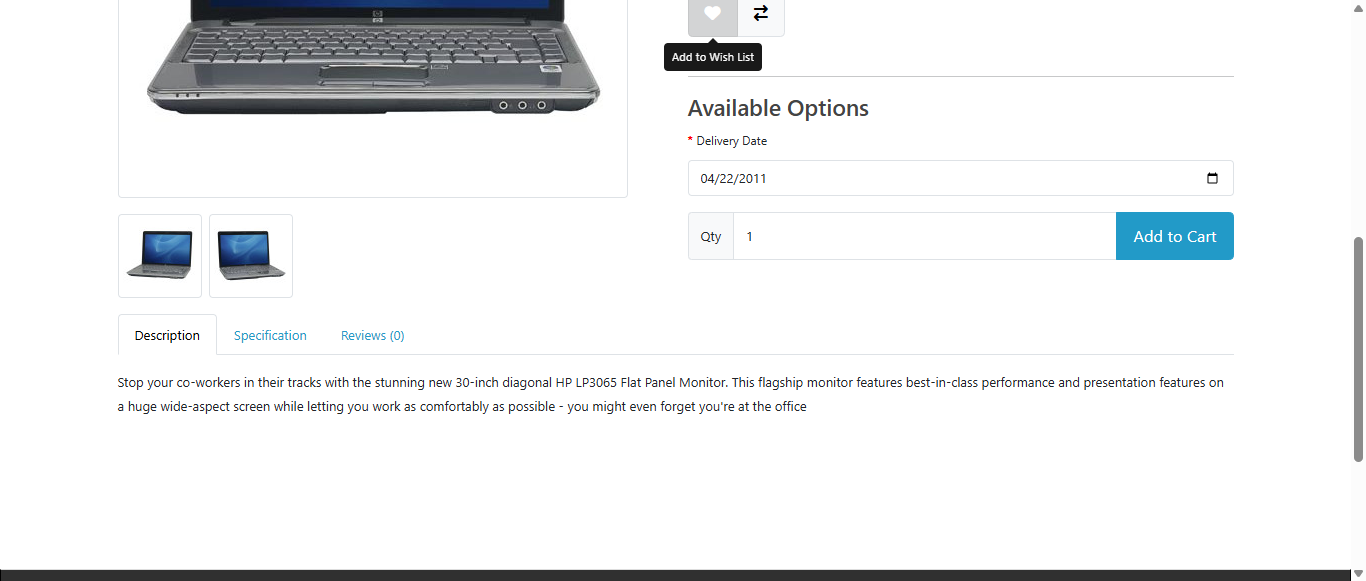 Add to Wish List
Available Options
* Delivery Date
04/22/2011
Qty 1 Add to Cart
Description Specification Reviews (0)
Stop your co-workers in their tracks with the stunning new 30-inch diagonal HP LP3065 Flat Panel Monitor. This flagship monitor features best-in-class performance and presentation features on
a huge wide-aspect screen while letting you work as comfortably as possible - you might even forget you're at the office